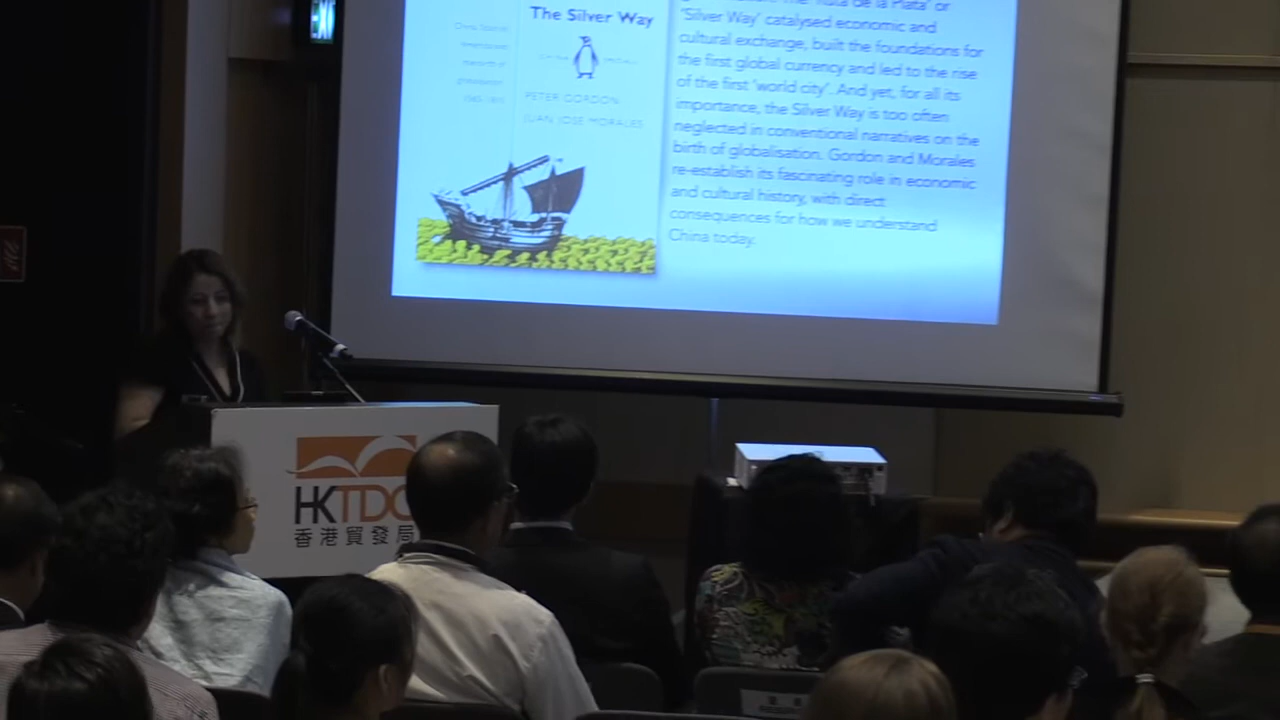 The Silver Way
PETER GORDON
JUAN JOSE MORALES
'Silver Way' catalysed economic and
cultural exchange, built the foundations for
the first global currency and led to the rise
of the first 'world city'. And yet, for all its
importance, the Silver Way is too often
neglected in conventional narratives on the
birth of globalisation. Gordon and Morales
re-establish its fascinating role in economic
and cultural history, with direct
consequences for how we understand
China today.
HKTDC
香港貿發局